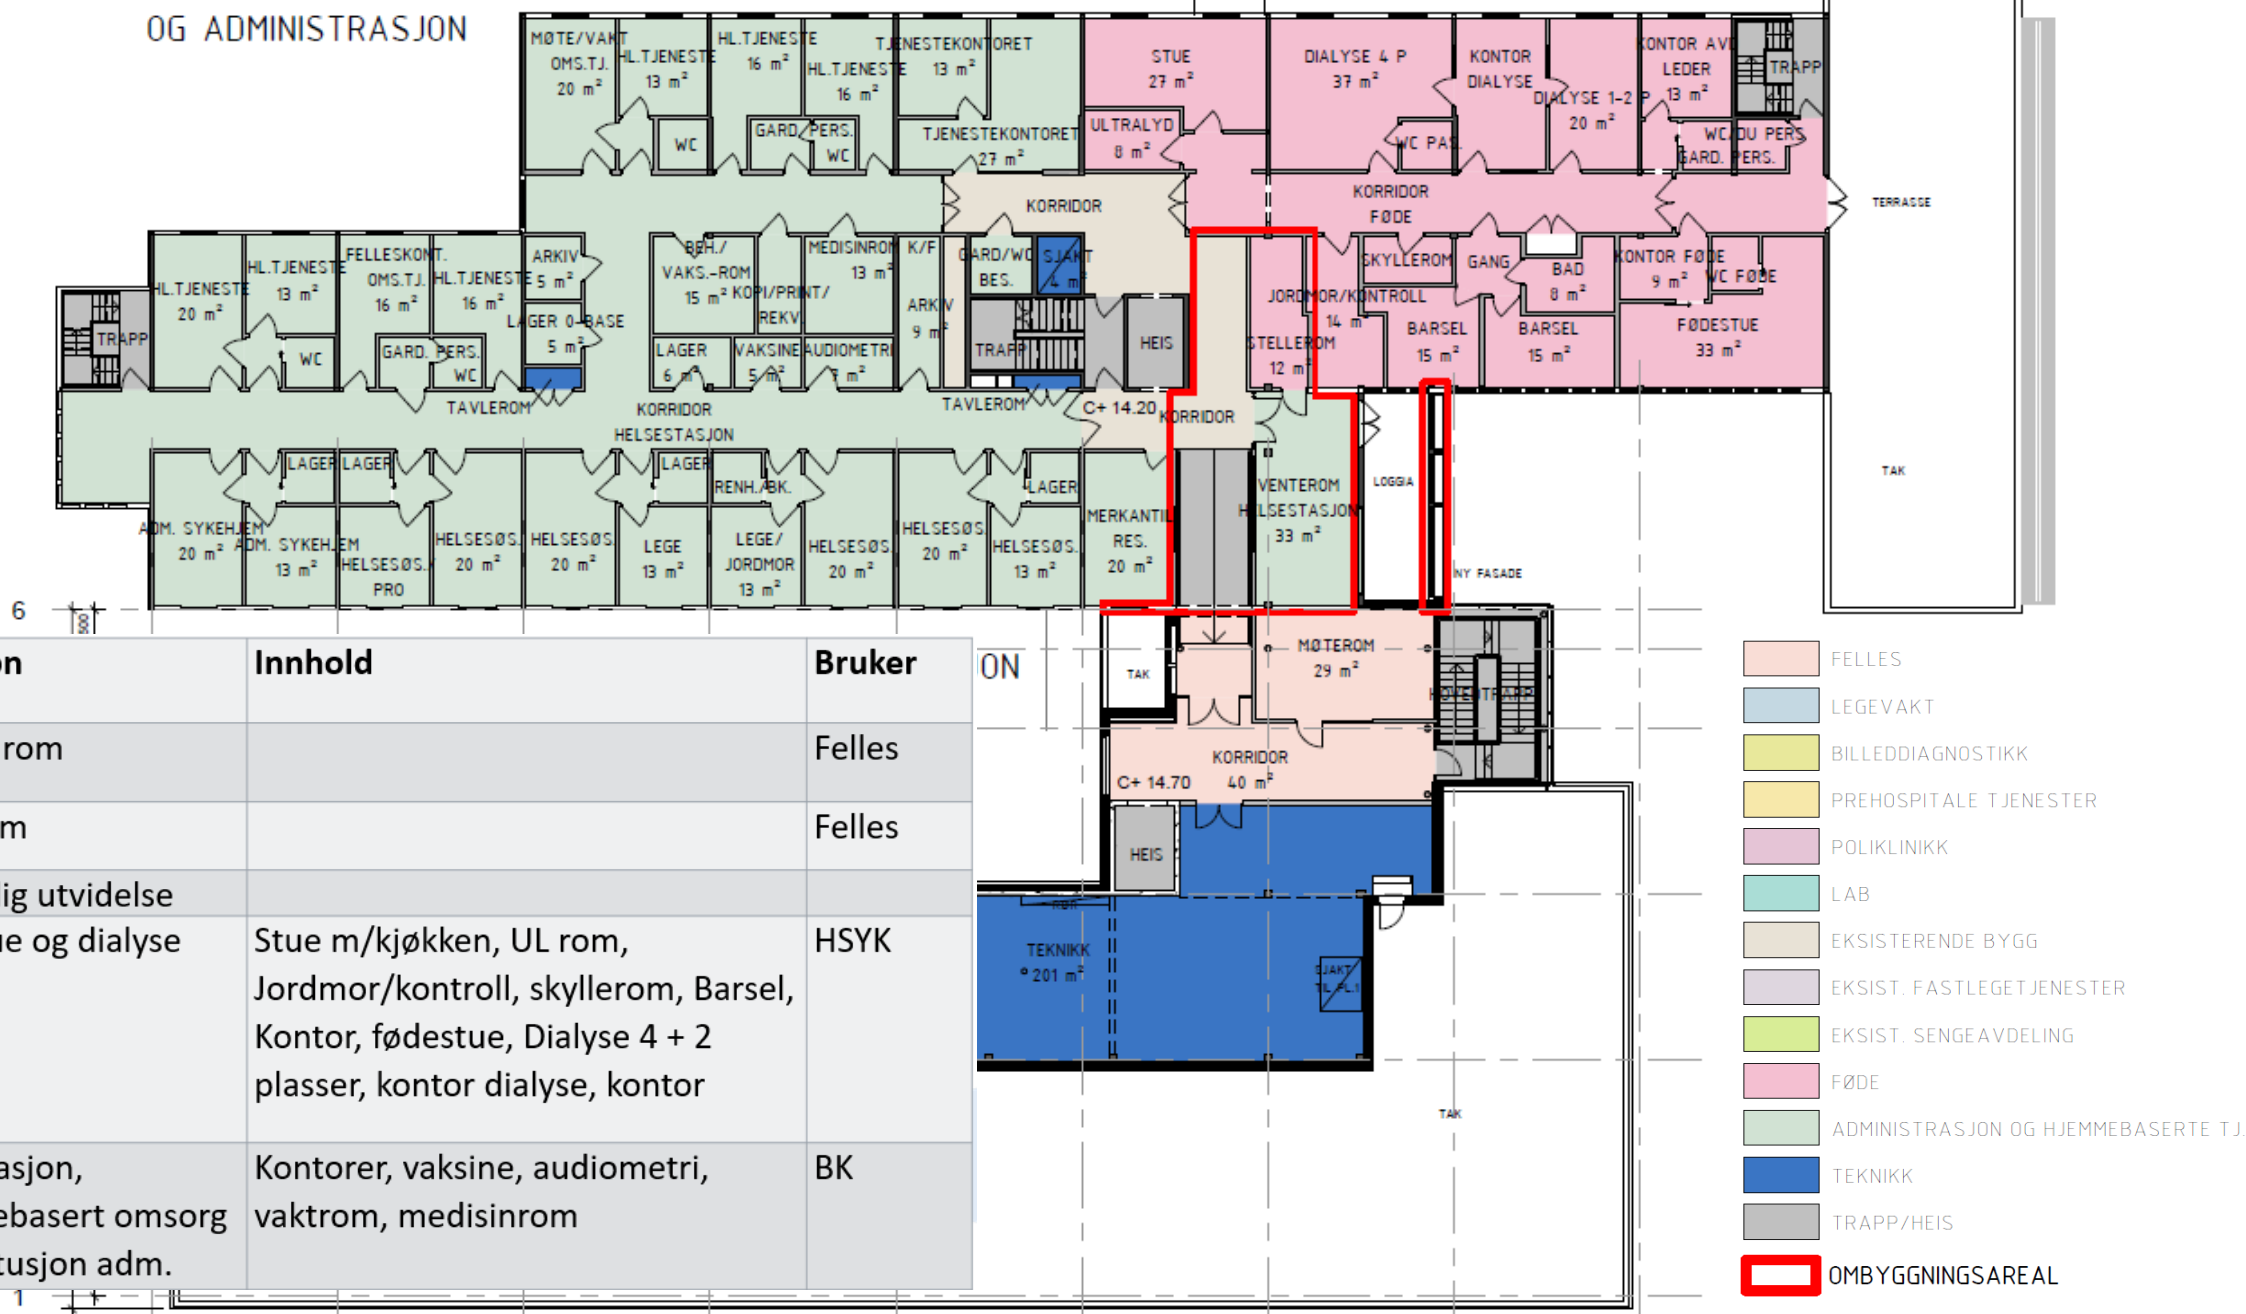 OG ADMINISTRASJON
MØTE/VAKT
OMS.TJ.
20 m²
HL.TJENESTE
13 m²
HL.TJENESTE
16 m²
HL.TJENESTE
16 m²
TJENESTEKONTORET
13 m²
TJENESTEKONTORET
27 m²
WC
GARD. PERS.
WC
STUE
27 m²
ULTRALYD
8 m²
DIALYSE 4 P
37 m²
WC PAS.
KONTOR
DIALYSE
DIALYSE 1-2 P
20 m²
KONTOR AVD
LEDER
13 m²
TRAPP
WC/DU PERS.
GARD. PERS.
KORRIDOR
KORRIDOR
FØDE
TERRASSE
HL.TJENESTE
20 m²
HL.TJENESTE
13 m²
FELLESKONT.
OMS.TJ.
16 m²
HL.TJENESTE
16 m²
ARKIV
5 m²
LAGER O-BASE
5 m²
BEH./
VAKS.-ROM
15 m²
KOPI/PRINT/
REKV.
MEDISINROM
13 m²
K/F
ARKIV
9 m²
GARD/WC
BES.
SJAKT
4 m
TRAPP
WC
GARD. PERS.
WC
LAGER
6 m²
VAKSINE
5 m²
AUDIOMETRI
7 m²
TRAPP
HEIS
JORDMOR/KONTROLL
14 m²
STELLEROM
12 m²
SKYLLEROM
GANG
BAD
8 m²
KONTOR FØDE
9 m²
WC FØDE
BARSEL
15 m²
BARSEL
15 m²
FØDESTUE
33 m²
TAVLEROM
KORRIDOR
HELSESTASJON
TAVLEROM
C+ 14.20
KORRIDOR
LAGER
LAGER
LAGER
RENH./BK.
LAGER
ADM. SYKEHJEM
20 m²
ADM. SYKEHJEM
13 m²
HELSESØS./
PRO
HELSESØS.
20 m²
HELSESØS.
20 m²
LEGE
13 m²
LEGE/
JORDMOR
13 m²
HELSESØS.
20 m²
HELSESØS.
20 m²
HELSESØS.
13 m²
MERKANTIL
RES.
20 m²
VENTEROM
HELSESTASJON
33 m²
LOGGIA
NY FASADE
TAK
6
500
ON
TAK
MØTEROM
29 m²
HOVEDTRAPP
KORRIDOR
40 m²
C+ 14.70
HEIS
RØR
TEKNIKK
201 m²
SJAKT
TIL PL.1
TAK
1
n Innhold Bruker
rom Felles
m Felles
lig utvidelse
e og dialyse Stue m/kjøkken, UL rom, HSYK
Jordmor/kontroll, skyllerom, Barsel,
Kontor, fødestue, Dialyse 4 + 2
plasser, kontor dialyse, kontor
asjon, Kontorer, vaksine, audiometri, BK
ebasert omsorg vaktrom, medisinrom
tusjon adm.
FELLES
LEGEVAKT
BILLEDDIAGNOSTIKK
PREHOSPITALE TJENESTER
POLIKLINIKK
LAB
EKSISTERENDE BYGG
EKSIST. FASTLEGETJENESTER
EKSIST. SENGEAVDELING
FØDE
ADMINISTRASJON OG HJEMMEBASERTE TJ.
TEKNIKK
TRAPP/HEIS
OMBYGGNINGSAREAL